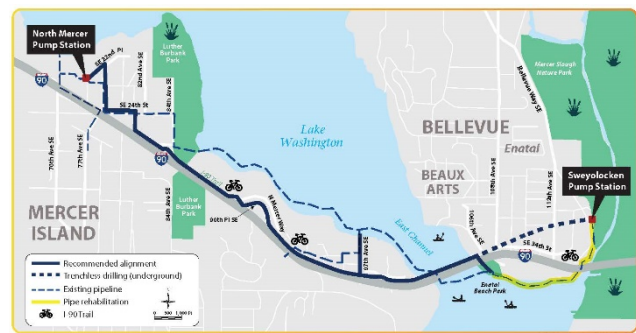 North Mercer
Pump Station
SE 22nd Pl
Luther
Burbank
Park
82nd Ave SE
84th Ave SE
90
SE 24th St
76th Ave SE
77th Ave SE
90
Lake
Washington
Mercer Slough
Nature Park
Bellevue Way SE
BELLEVUE
Enatai
BEAUX
ARTS
108th Ave SE
112th Ave SE
Sweyolocken
Pump Station
MERCER
ISLAND
Luther
Burbank
Park
84th Ave SE
90th Pl SE
N Mercer Way
97th Ave SE
East Channel
106th Ave SE
SE 34th St
90
Enatai
Beach Park
Recommended alignment
Trenchless drilling (underground)
Existing pipeline
Pipe rehabilitation
I-90 Trail